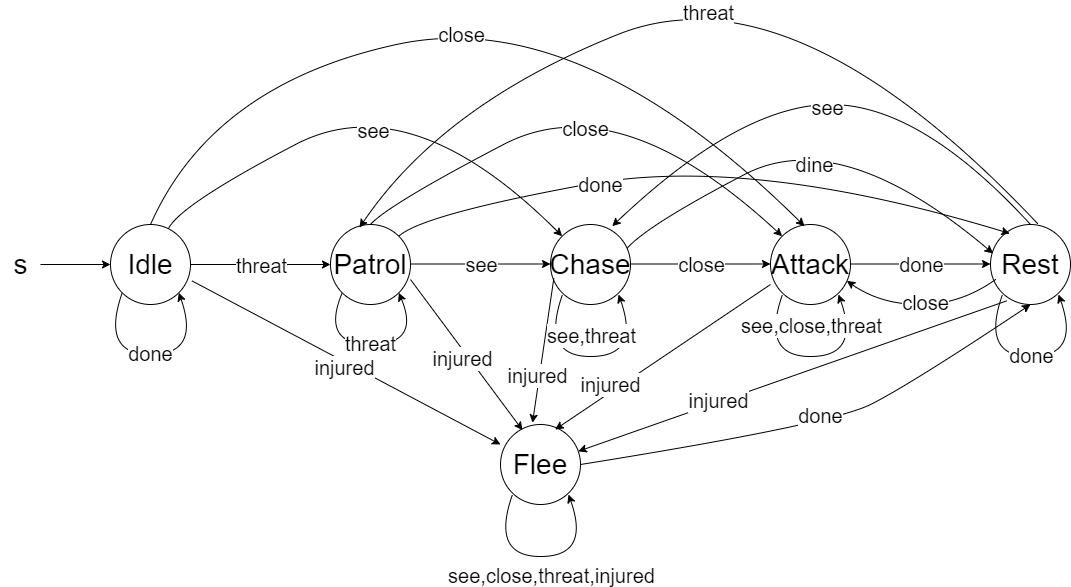 threat
close
see
see
close
dine
done
s
Idle
threat
Patrol
see
Chase
close
Attack
done
Rest
close
see,threat
see,close,threat
threat
done
done
injured
injured
injured
injured
injured
done
Flee
see,close,threat,injured